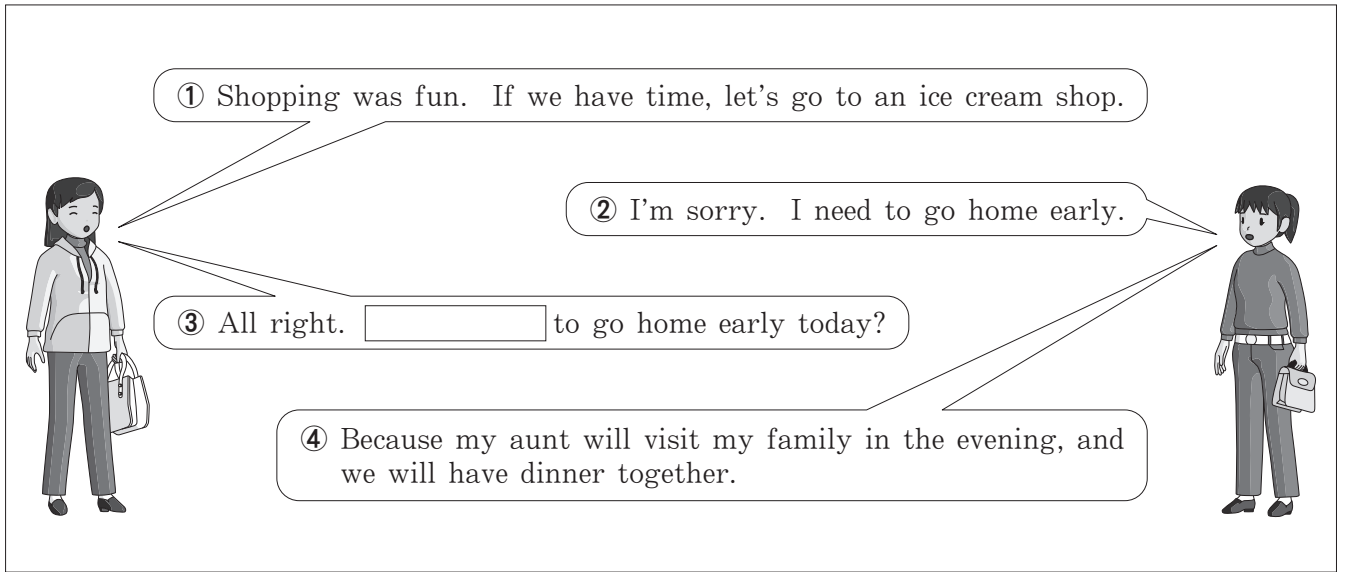 ① Shopping was fun. If we have time, let's go to an ice cream shop.
② I'm sorry. I need to go home early.
③ All right. to go home early today?
④ Because my aunt will visit my family in the evening, and
we will have dinner together.